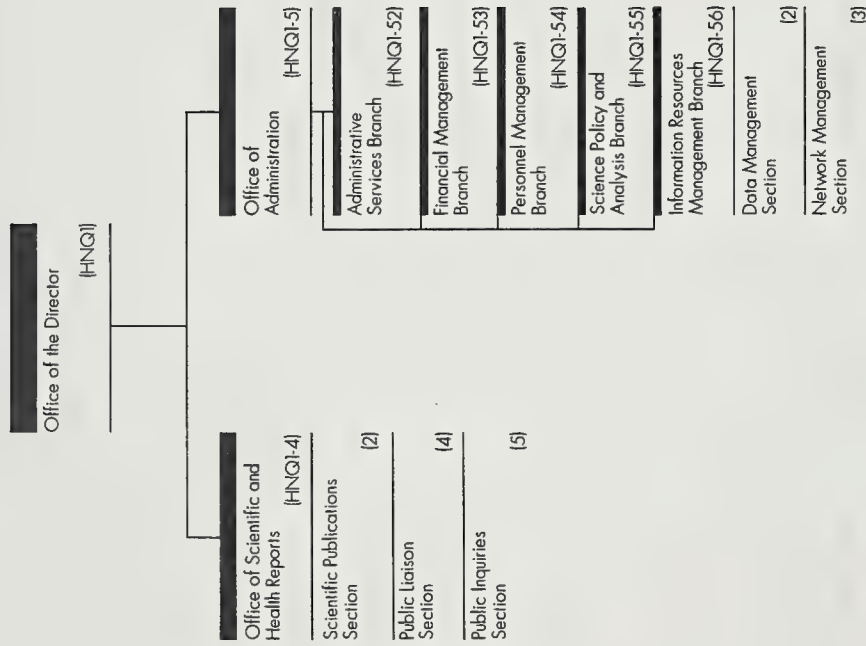 Office of the Director
(HNQ1)
Office of Scientific and
Health Reports
(HNQ1-4)
Scientific Publications
Section
(2)
Public Liaison
Section
(4)
Public Inquiries
Section
(5)
Office of
Administration
(HNQ1-5)
Administrative
Services Branch
(HNQ1-52)
Financial Management
Branch
(HNQ1-53)
Personnel Management
Branch
(HNQ1-54)
Science Policy and
Analysis Branch
(HNQ1-55)
Information Resources
Management Branch
(HNQ1-56)
Data Management
Section
(2)
Network Management
Section
(3)